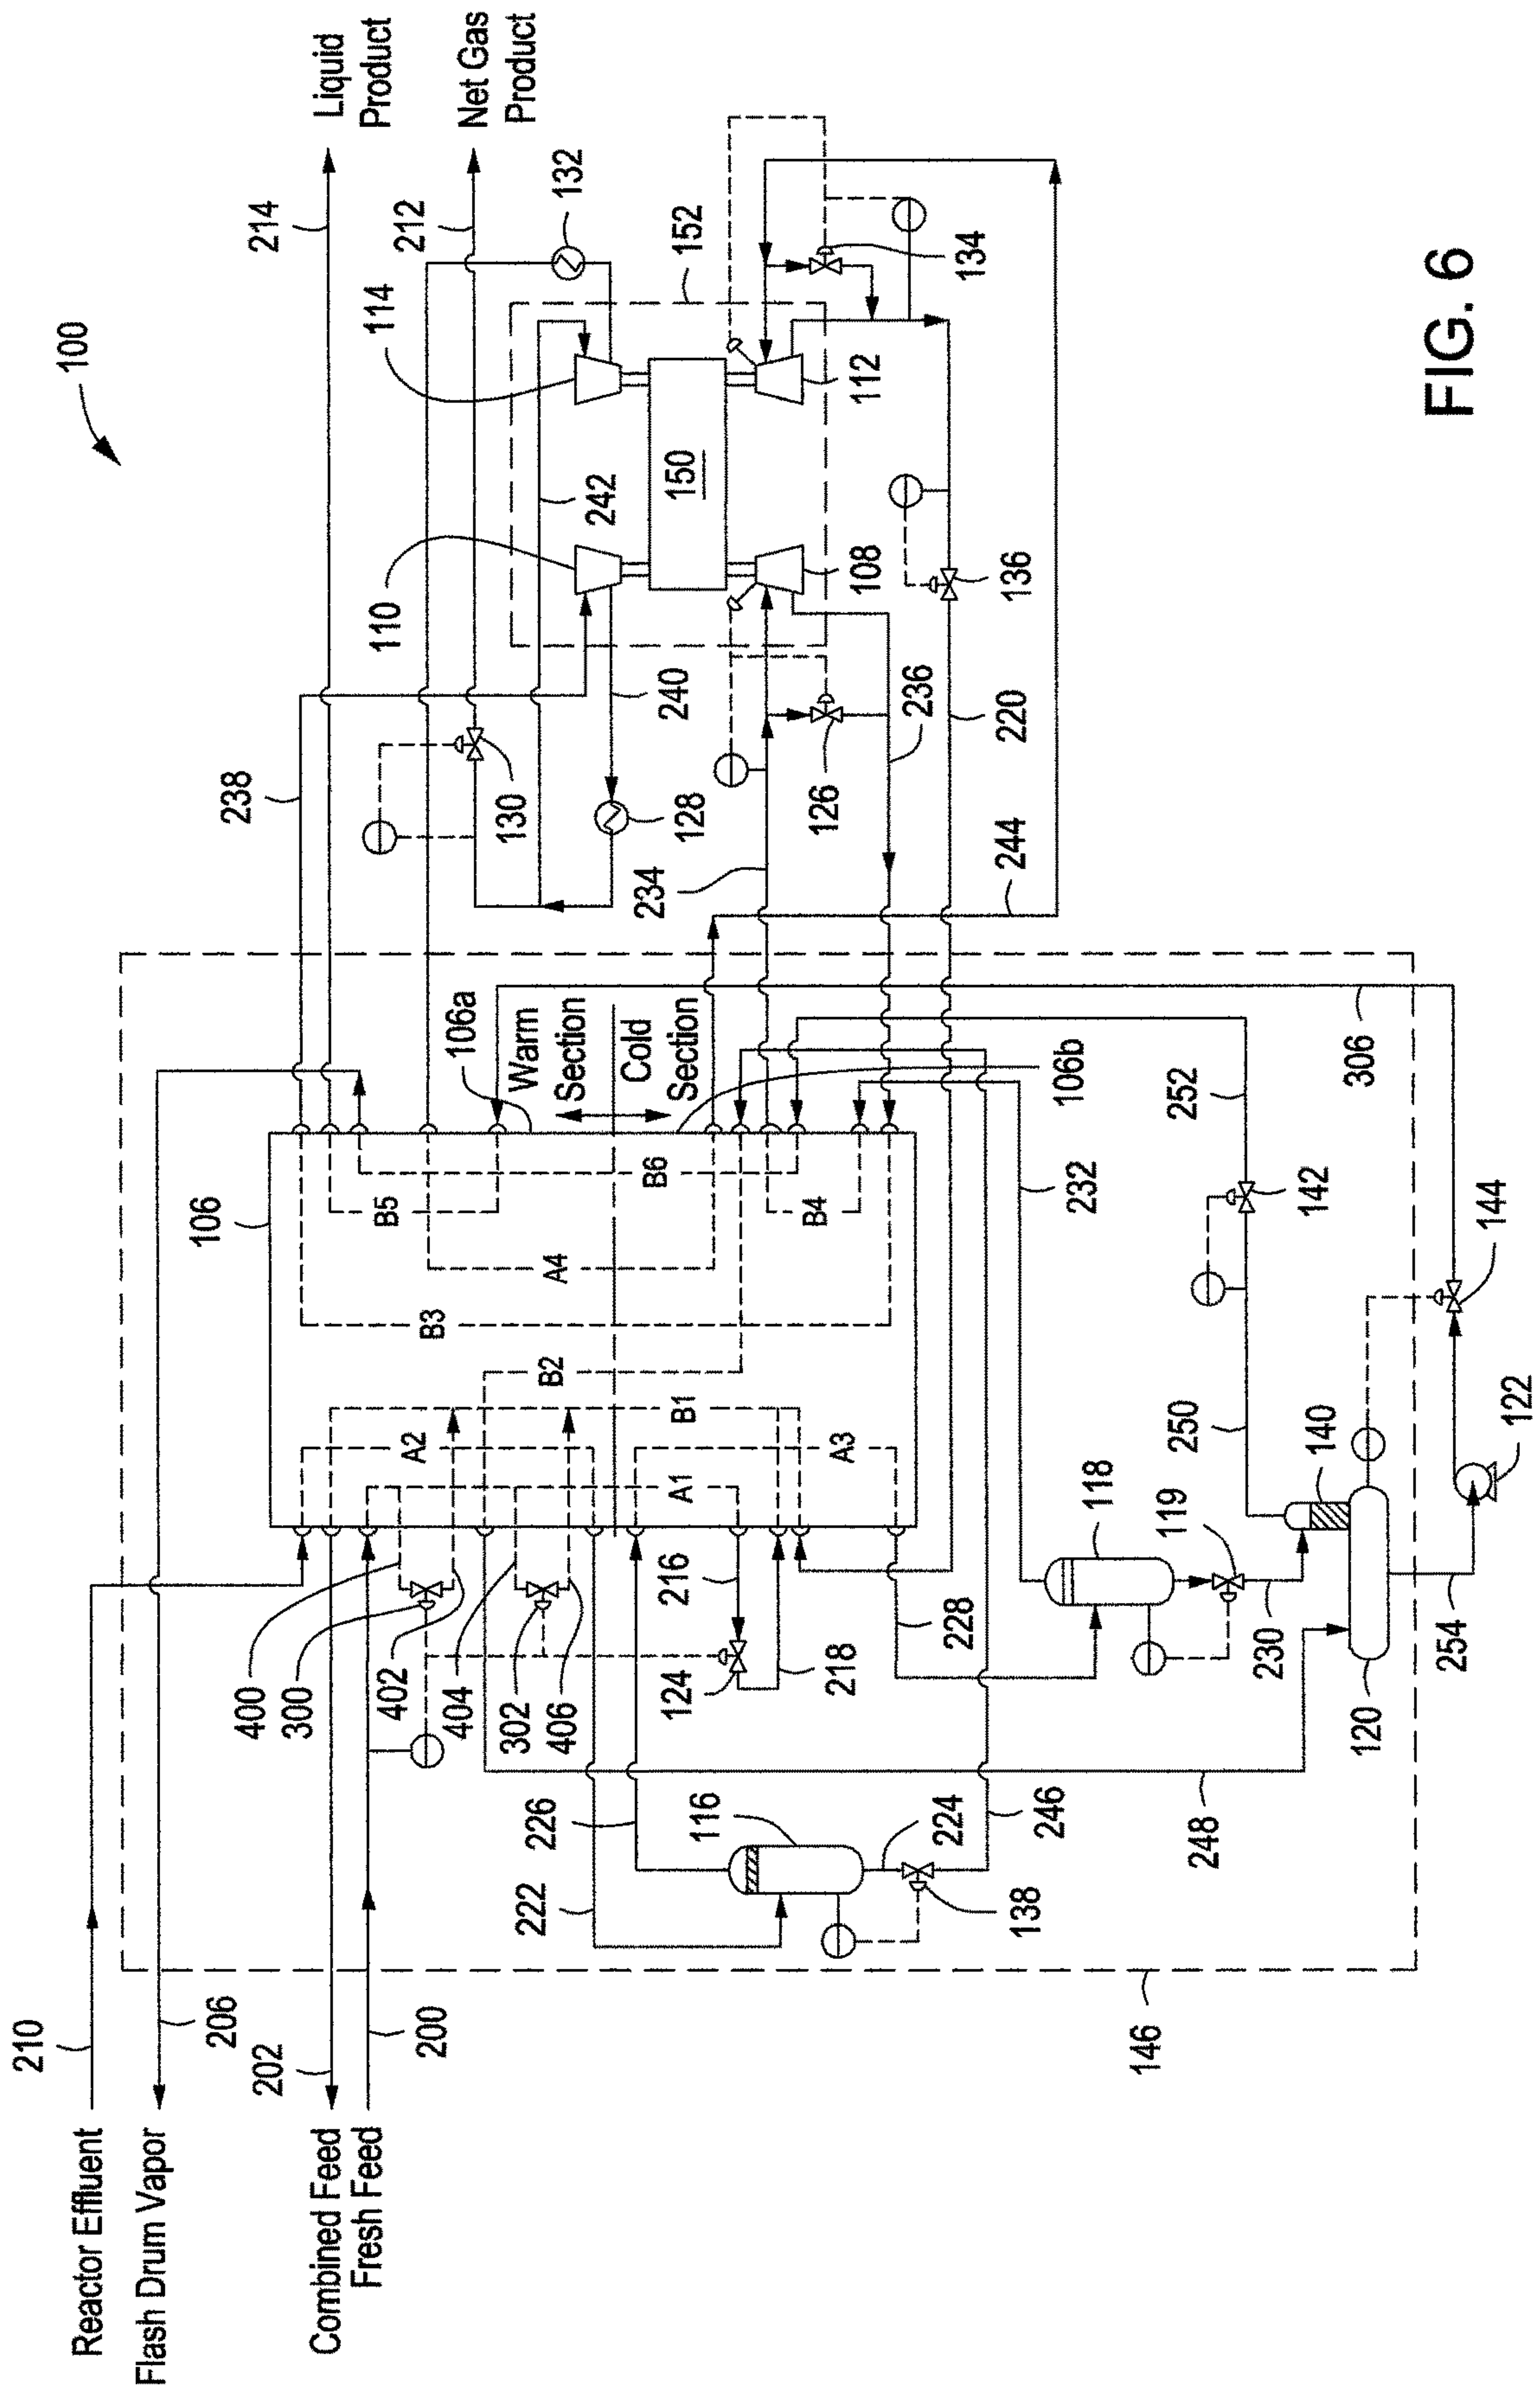 Reactor Effluent
Flash Drum Vapor
Combined Feed
Fresh Feed
210
206
202
200
146
400
300
402
404
302
406
222
226
116
224
138
246
248
216
124
218
228
118
119
230
232
120
254
140
250
122
144
142
252
306
106
A2
A1
A3
A4
B1
B2
B3
B4
B5
B6
106a
Warm
Section
Cold
Section
106b
238
130
128
234
126
244
236
240
220
110
242
150
108
136
114
152
112
134
132
100
214
212
Liquid
Product
Net Gas
Product
FIG. 6